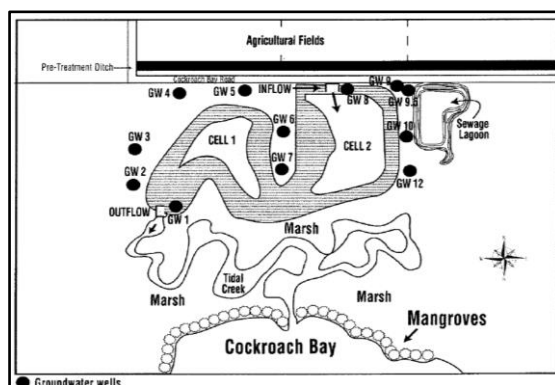 Agricultural Fields
Pre-Treatment Ditch
Cockroach Bay Road
GW 4
GW 5
INFLOW
GW 8
GW 9
GW 9.5
Sewage
Lagoon
GW 3
GW 6
CELL 1
CELL 2
GW 10
GW 7
GW 2
GW 12
OUTFLOW
GW 1
Marsh
Tidal
Creek
Marsh
Marsh
Mangroves
Cockroach Bay
Groundwater wells